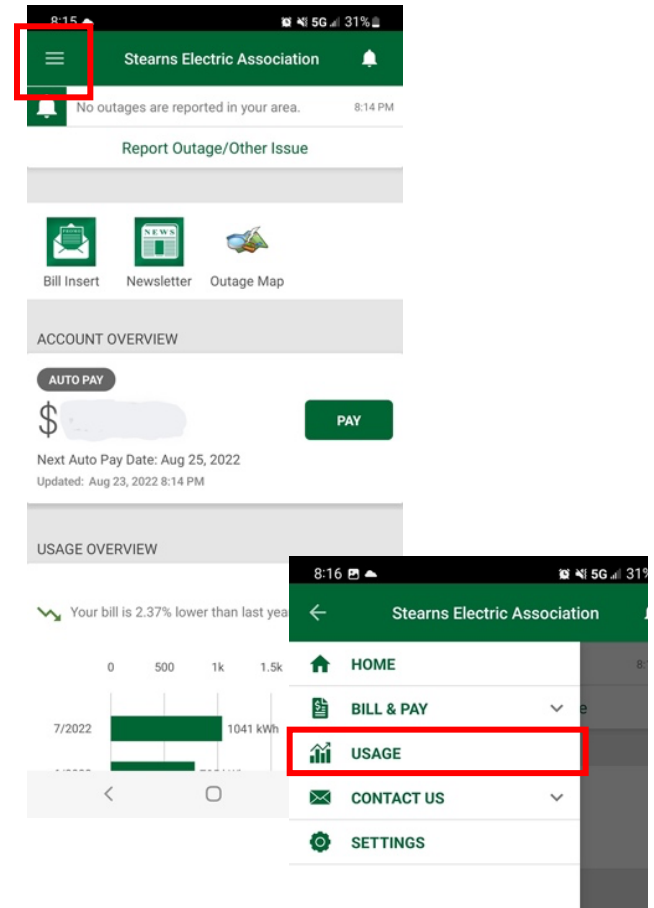 8:15 5G 31%
Stearns Electric Association
No outages are reported in your area. 8:14 PM
Report Outage/Other Issue
PROMO NEWS
Bill Insert Newsletter Outage Map
ACCOUNT OVERVIEW
AUTO PAY
$
PAY
Next Auto Pay Date: Aug 25, 2022
Updated: Aug 23, 2022 8:14 PM
USAGE OVERVIEW
Your bill is 2.37% lower than last yea
0 500 1k 1.5k
7/2022 1041 kWh
8:16 5G 31%
Stearns Electric Association
HOME
BILL & PAY
USAGE
CONTACT US
SETTINGS